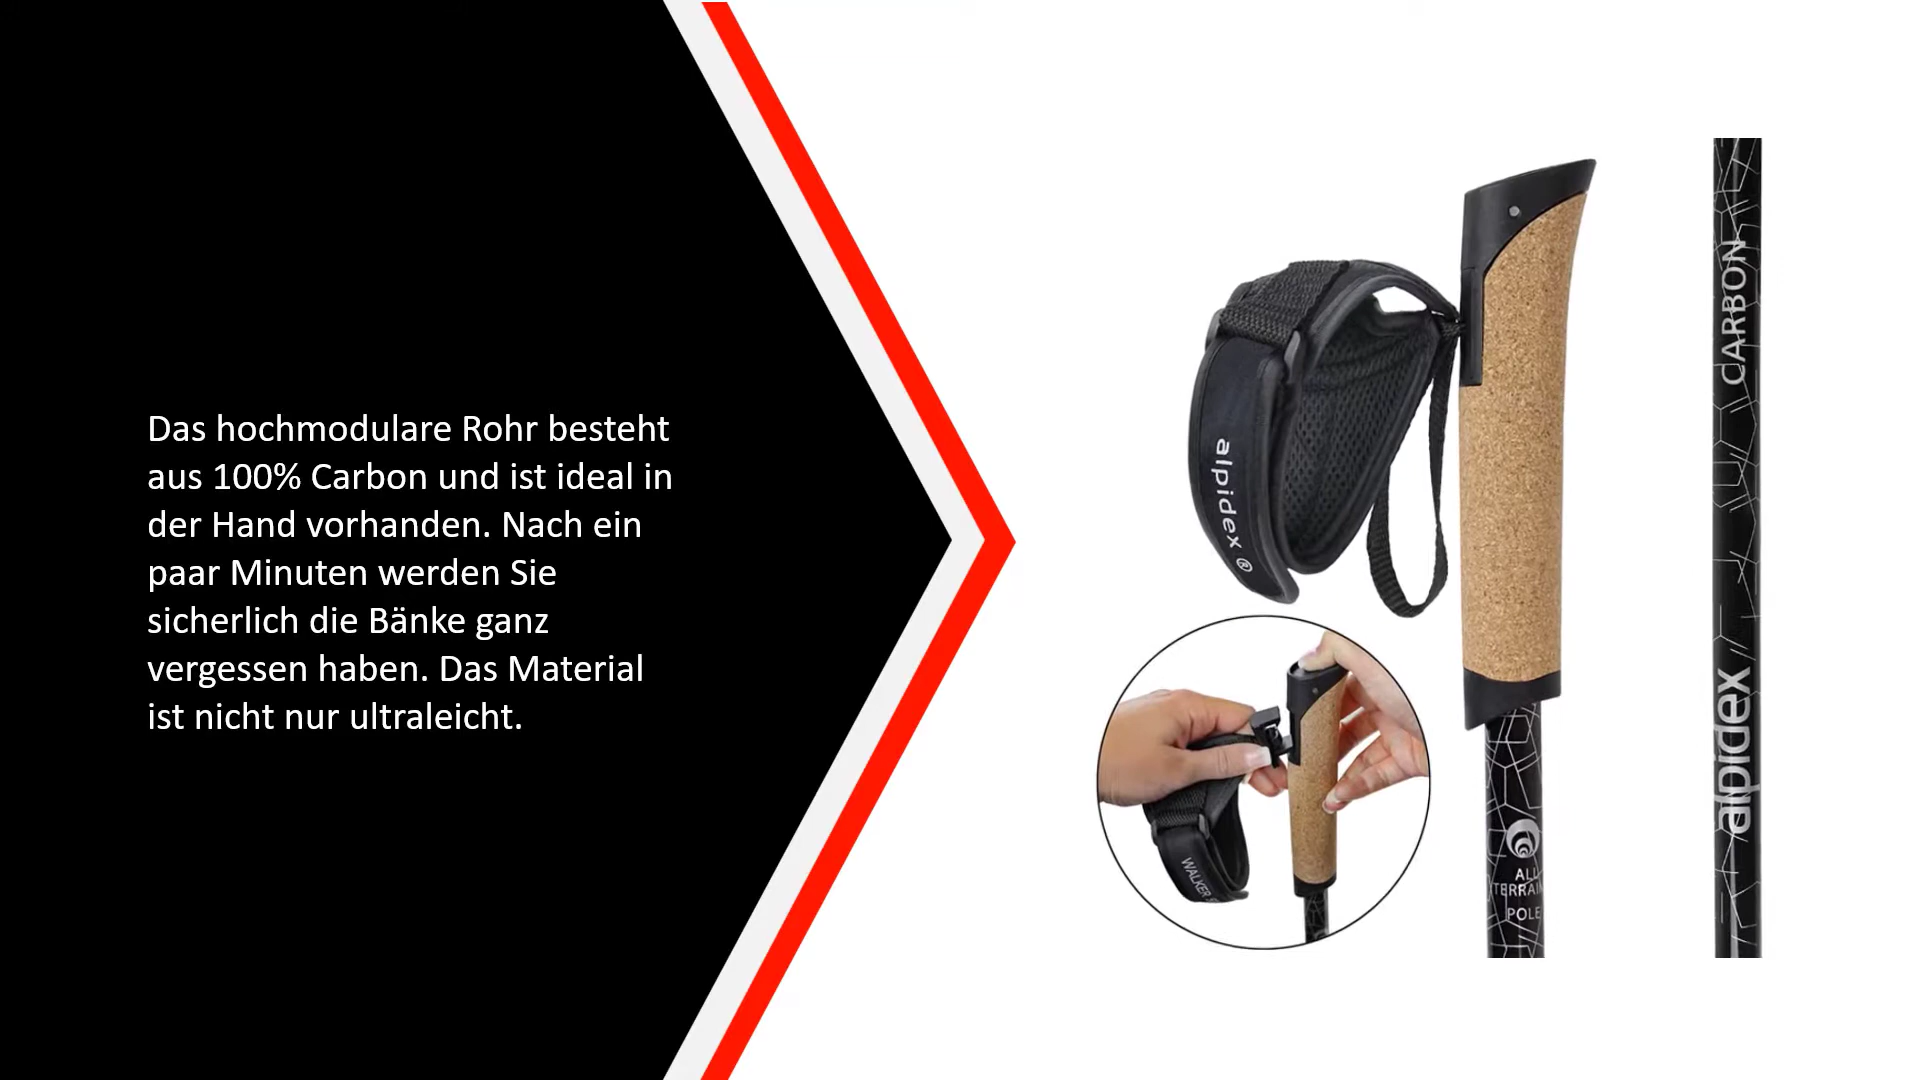 Das hochmodulare Rohr besteht
aus 100% Carbon und ist ideal in
der Hand vorhanden. Nach ein
paar Minuten werden Sie
sicherlich die Bänke ganz
vergessen haben. Das Material
ist nicht nur ultraleicht.
alpidex ®
WALKER
ALL
TERRAIN
POLE
CARBON
alpidex